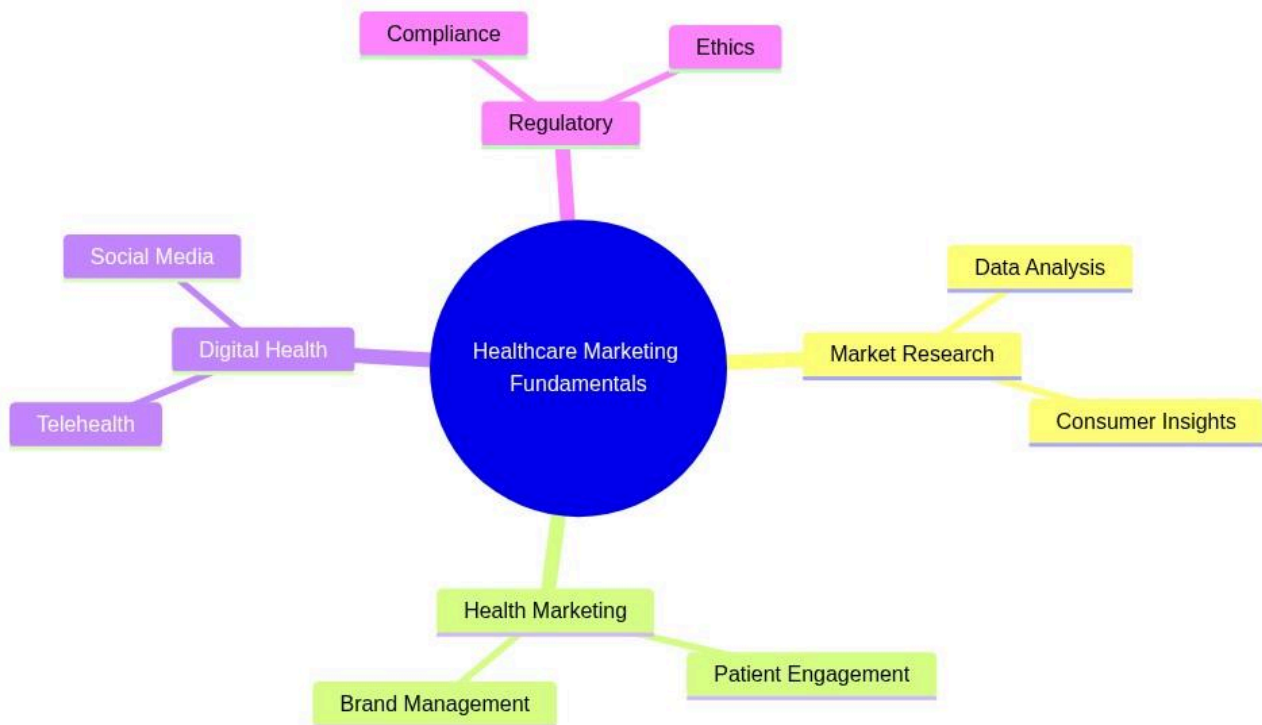 Compliance
Ethics
Regulatory
Social Media
Digital Health
Telehealth
Healthcare Marketing
Fundamentals
Data Analysis
Market Research
Consumer Insights
Health Marketing
Patient Engagement
Brand Management